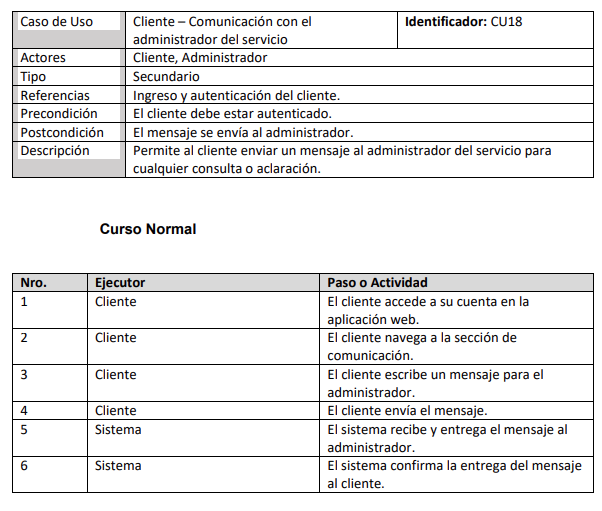 Caso de Uso Cliente – Comunicación con el Identificador: CU18
administrador del servicio
Actores Cliente, Administrador
Tipo Secundario
Referencias Ingreso y autenticación del cliente.
Precondición El cliente debe estar autenticado.
Postcondición El mensaje se envía al administrador.
Descripción Permite al cliente enviar un mensaje al administrador del servicio para
cualquier consulta o aclaración.
Curso Normal
Nro. Ejecutor Paso o Actividad
1 Cliente El cliente accede a su cuenta en la
aplicación web.
2 Cliente El cliente navega a la sección de
comunicación.
3 Cliente El cliente escribe un mensaje para el
administrador.
4 Cliente El cliente envía el mensaje.
5 Sistema El sistema recibe y entrega el mensaje al
administrador.
6 Sistema El sistema confirma la entrega del mensaje
al cliente.